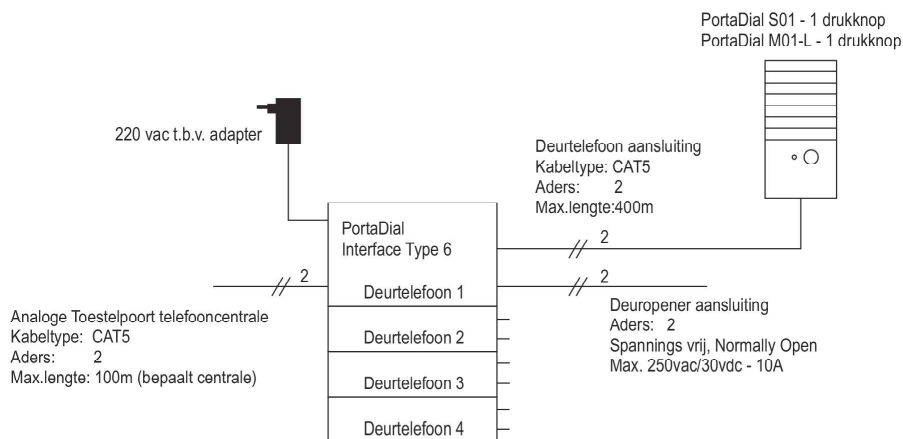 PortaDial S01 - 1 drukknop
PortaDial M01-L - 1 drukknop
220 vac t.b.v. adapter
Deurtelefoon aansluiting
Kabeltype: CAT5
Aders: 2
Max.lengte:400m
PortaDial
Interface Type 6
2
2
2
Deurtelefoon 1
Analoge Toestelpoort telefooncentrale
Kabeltype: CAT5
Aders: 2
Max.lengte: 100m (bepaalt centrale)
Deuropener aansluiting
Aders: 2
Spannings vrij, Normally Open
Max. 250vac/30vdc - 10A
Deurtelefoon 2
Deurtelefoon 3
Deurtelefoon 4